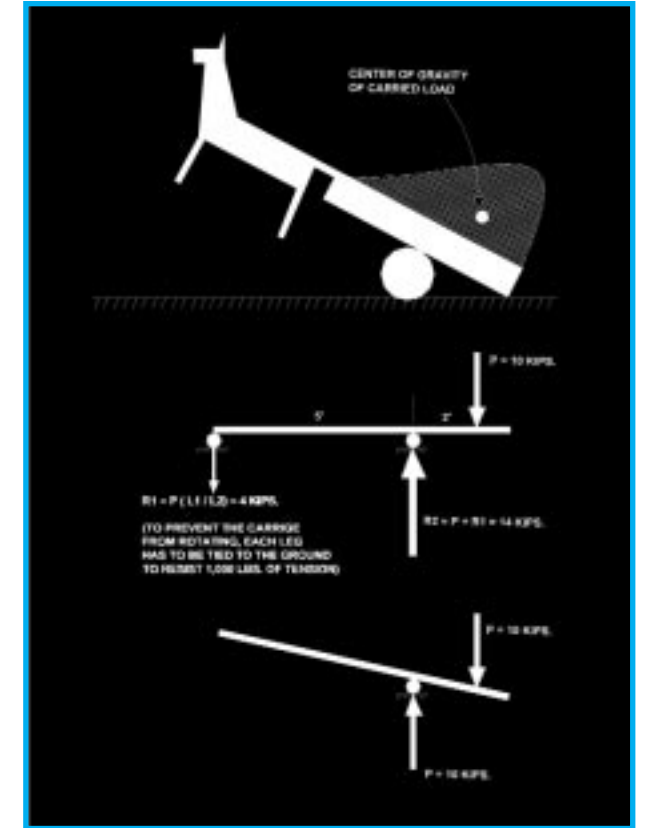 CENTER OF GRAVITY
OF CARRIED LOAD
P = 10 KIPS.
5'
2'
R1 = P ( L1 / L2) = 4 KIPS.
(TO PREVENT THE CARRIGE
FROM ROTATING, EACH LEG
HAS TO BE TIED TO THE GROUND
TO RESIST 1,000 LBS. OF TENSION)
R2 = P + R1 = 14 KIPS.
P = 10 KIPS.
P = 10 KIPS.